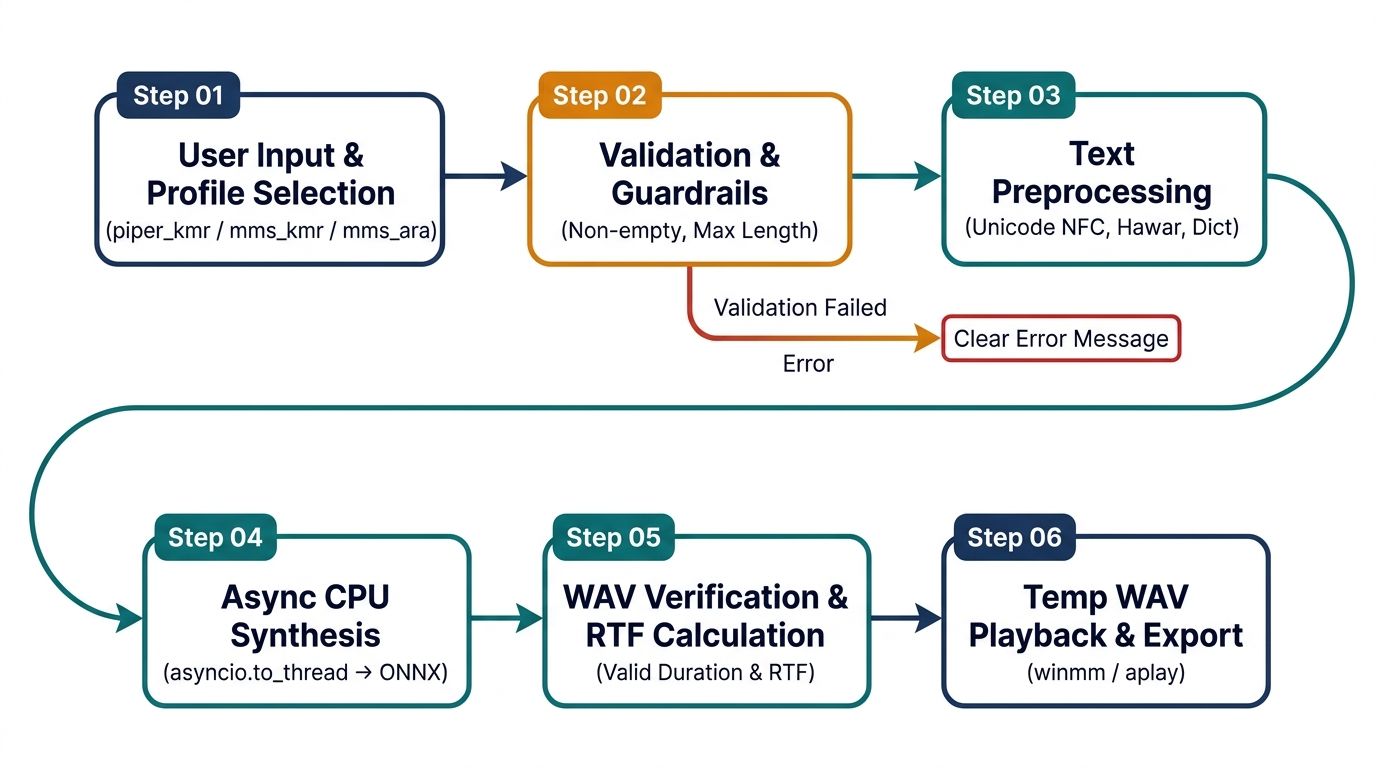 Step 01
User Input &
Profile Selection
(piper_kmr / mms_kmr / mms_ara)
Step 02
Validation &
Guardrails
(Non-empty, Max Length)
Step 03
Text
Preprocessing
(Unicode NFC, Hawar, Dict)
Validation Failed
Error
Clear Error Message
Step 04
Async CPU
Synthesis
(asyncio.to_thread → ONNX)
Step 05
WAV Verification &
RTF Calculation
(Valid Duration & RTF)
Step 06
Temp WAV
Playback & Export
(winmm / aplay)